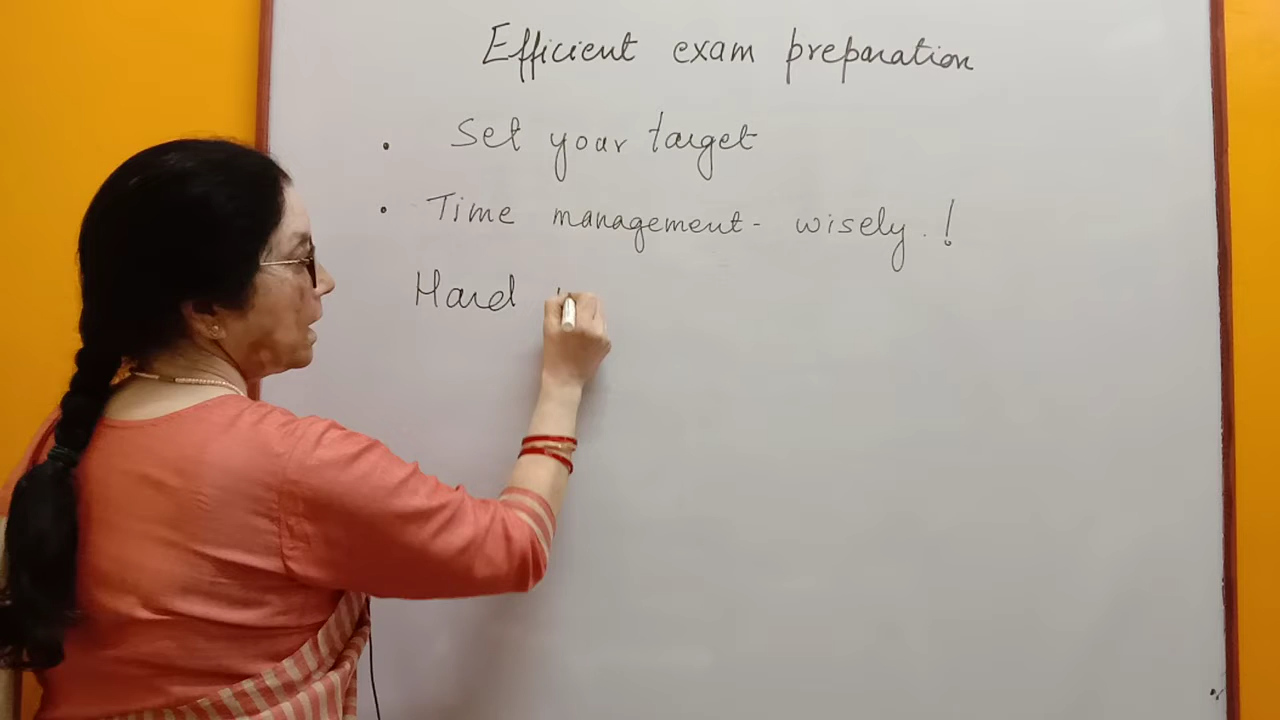 Efficient exam preparation
. Set your target
. Time management - wisely . !
Hard